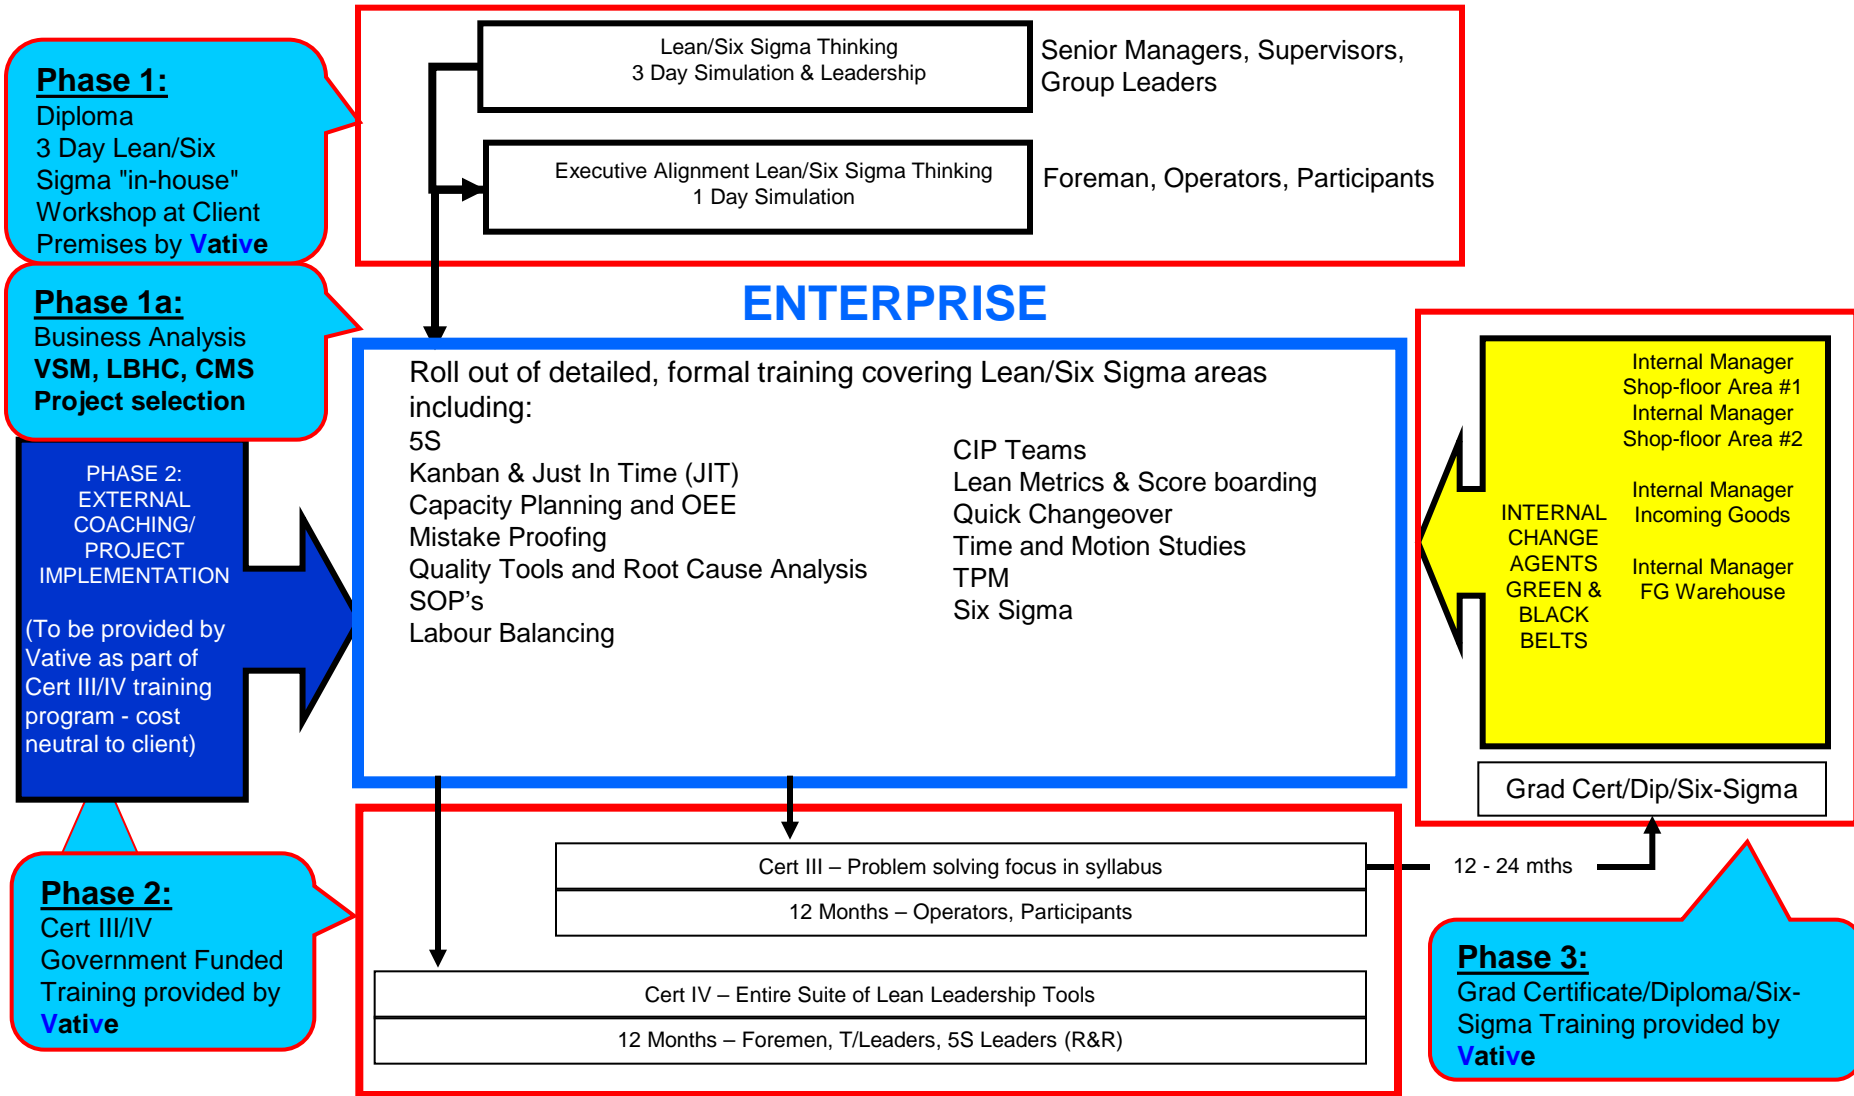 Phase 1:
Diploma
3 Day Lean/Six
Sigma "in-house"
Workshop at Client
Premises by Vative
Lean/Six Sigma Thinking
3 Day Simulation & Leadership
Senior Managers, Supervisors,
Group Leaders
Executive Alignment Lean/Six Sigma Thinking
1 Day Simulation
Foreman, Operators, Participants
Phase 1a:
Business Analysis
VSM, LBHC, CMS
Project selection
ENTERPRISE
Roll out of detailed, formal training covering Lean/Six Sigma areas
including:
5S
Kanban & Just In Time (JIT)
Capacity Planning and OEE
Mistake Proofing
Quality Tools and Root Cause Analysis
SOP’s
Labour Balancing
CIP Teams
Lean Metrics & Score boarding
Quick Changeover
Time and Motion Studies
TPM
Six Sigma
PHASE 2:
EXTERNAL
COACHING/
PROJECT
IMPLEMENTATION
(To be provided by
Vative as part of
Cert III/IV training
program - cost
neutral to client)
INTERNAL
CHANGE
AGENTS
GREEN &
BLACK
BELTS
Internal Manager
Shop-floor Area #1
Internal Manager
Shop-floor Area #2
Internal Manager
Incoming Goods
Internal Manager
FG Warehouse
Grad Cert/Dip/Six-Sigma
Phase 2:
Cert III/IV
Government Funded
Training provided by
Vative
Cert III – Problem solving focus in syllabus
12 Months – Operators, Participants
12 - 24 mths
Cert IV – Entire Suite of Lean Leadership Tools
12 Months – Foremen, T/Leaders, 5S Leaders (R&R)
Phase 3:
Grad Certificate/Diploma/Six-
Sigma Training provided by
Vative